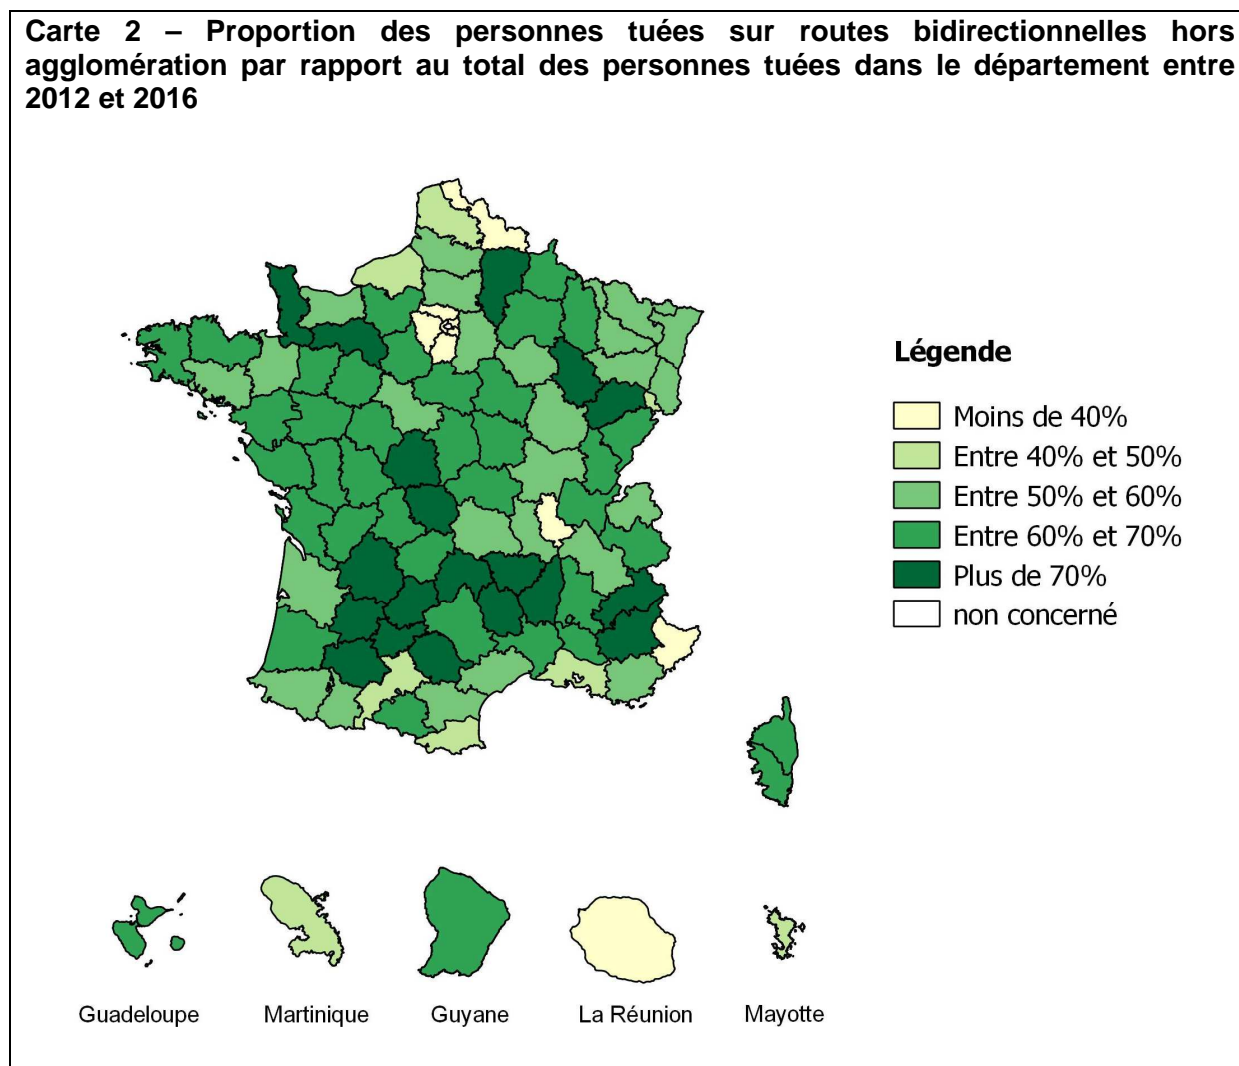 Carte 2 – Proportion des personnes tuées sur routes bidirectionnelles hors
agglomération par rapport au total des personnes tuées dans le département entre
2012 et 2016
Légende
Moins de 40%
Entre 40% et 50%
Entre 50% et 60%
Entre 60% et 70%
Plus de 70%
non concerné
Guadeloupe
Martinique
Guyane
La Réunion
Mayotte